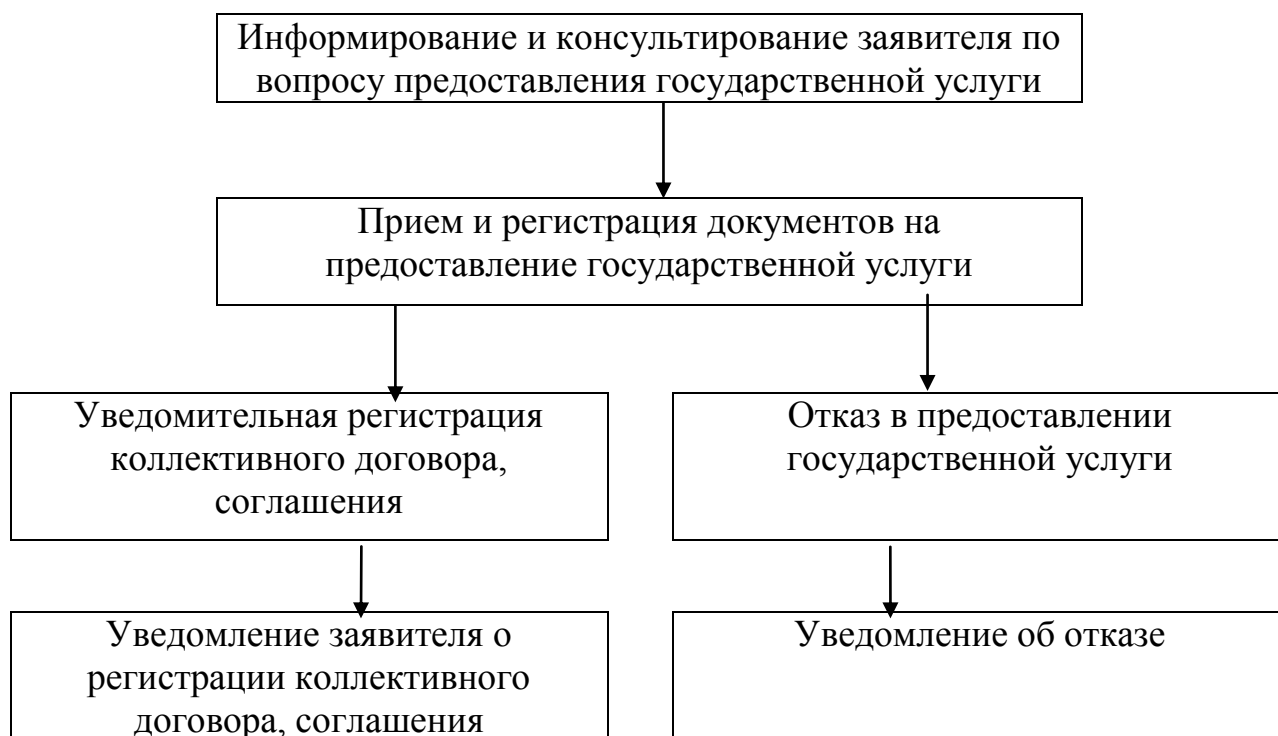 Информирование и консультирование заявителя по
вопросу предоставления государственной услуги
Прием и регистрация документов на
предоставление государственной услуги
Уведомительная регистрация
коллективного договора,
соглашения
Отказ в предоставлении
государственной услуги
Уведомление заявителя о
регистрации коллективного
договора, соглашения
Уведомление об отказе